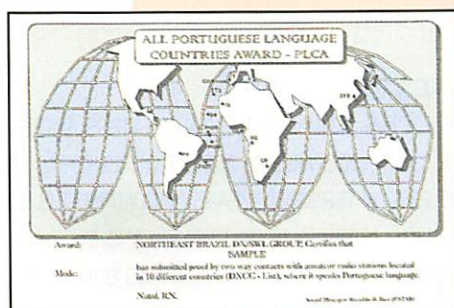 ALL PORTUGUESE LANGUAGE
COUNTRIES AWARD - PLCA
Award:
NORTHEAST BRAZIL DX/SWL GROUP, Certifies that
SAMPLE
Mode:
has submitted proof by two way contacts with amateur radio stations located
in 10 different countries (DXCC - List), where it speaks Portuguese language.
Natal, RN.
Award Manager